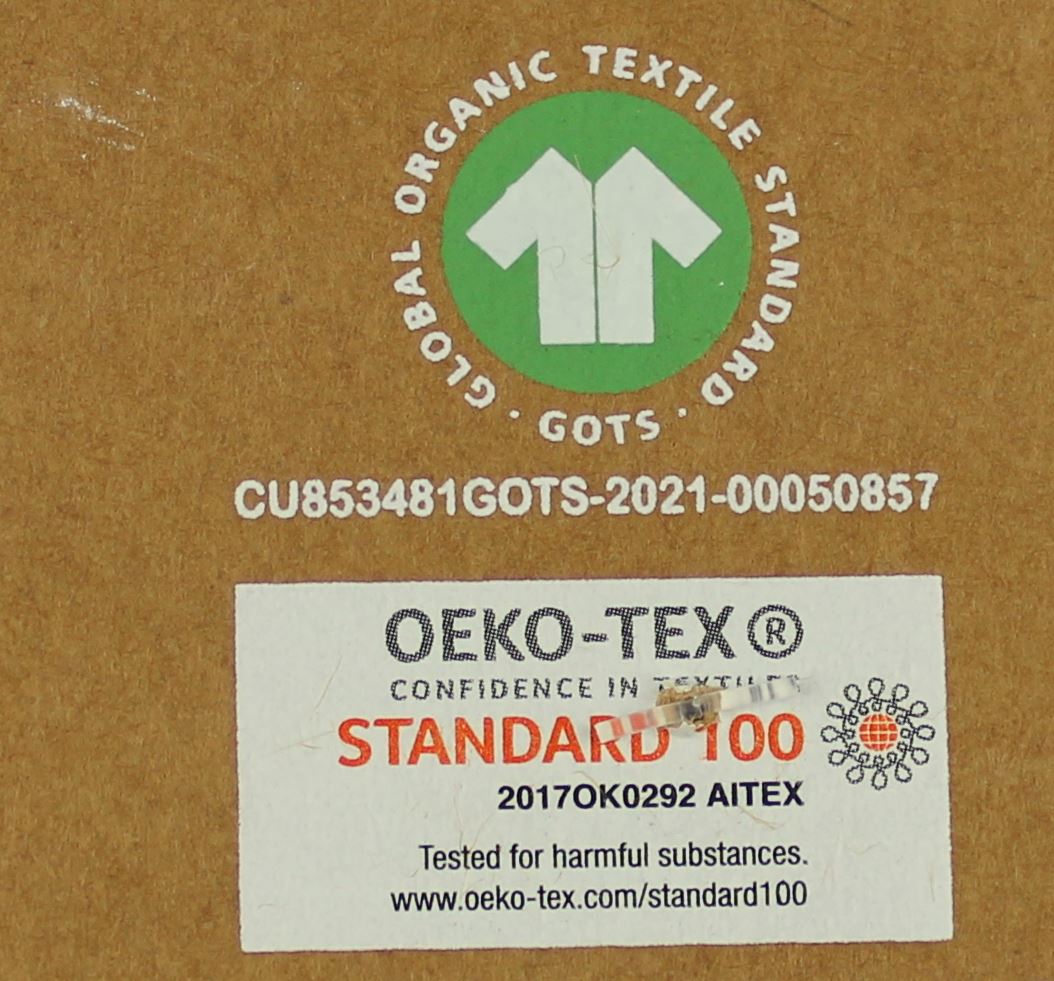 GLOBAL ORGANIC TEXTILE STANDARD
· GOTS ·
CU853481GOTS-2021-00050857
OEKO-TEX®
CONFIDENCE IN TEXTILES
STANDARD 100
2017OK0292 AITEX
Tested for harmful substances.
www.oeko-tex.com/standard100